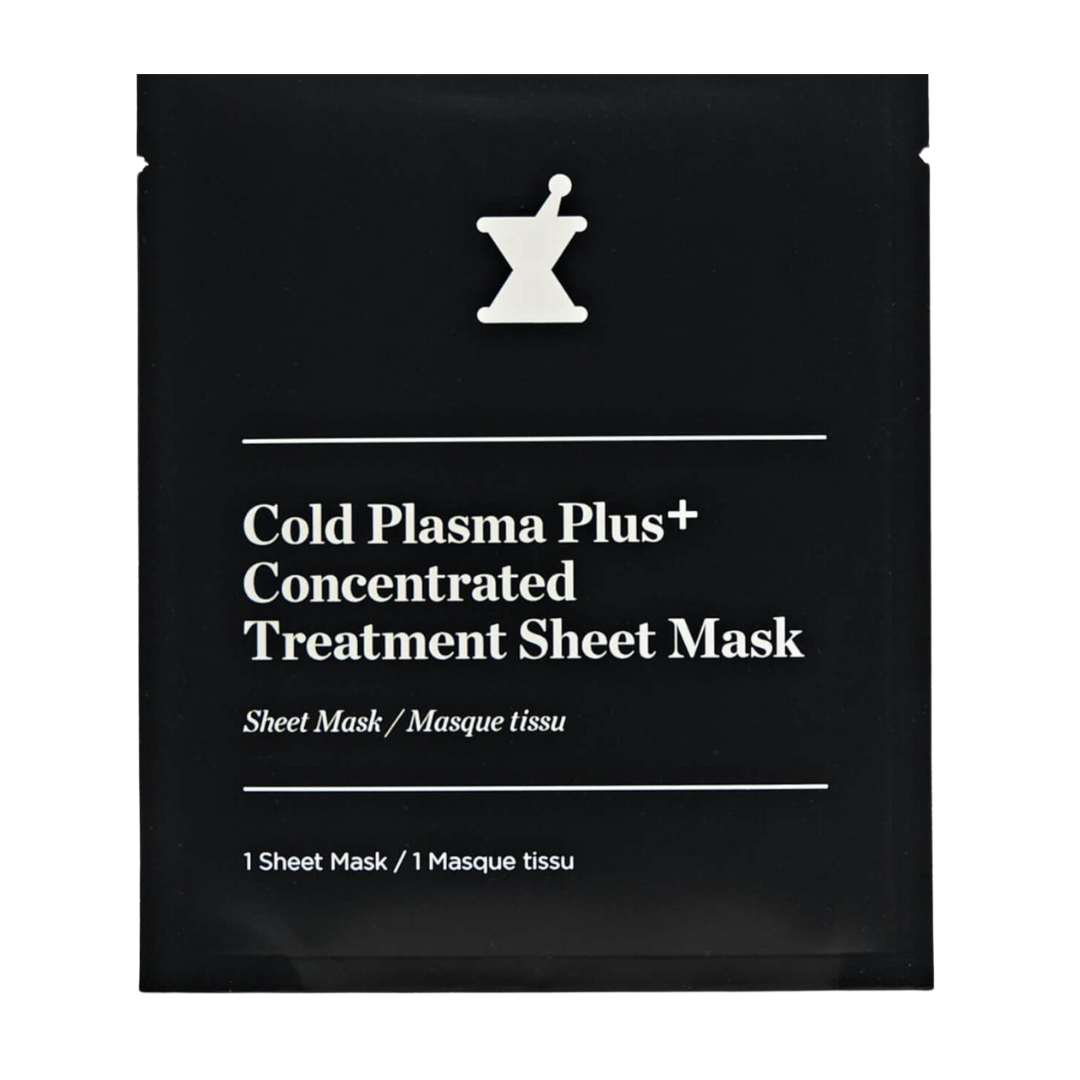 Cold Plasma Plus+
Concentrated
Treatment Sheet Mask
Sheet Mask / Masque tissu
1 Sheet Mask / 1 Masque tissu